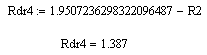 Rdr4 := 1.9507236298322096487 − R2
Rdr4 = 1.387